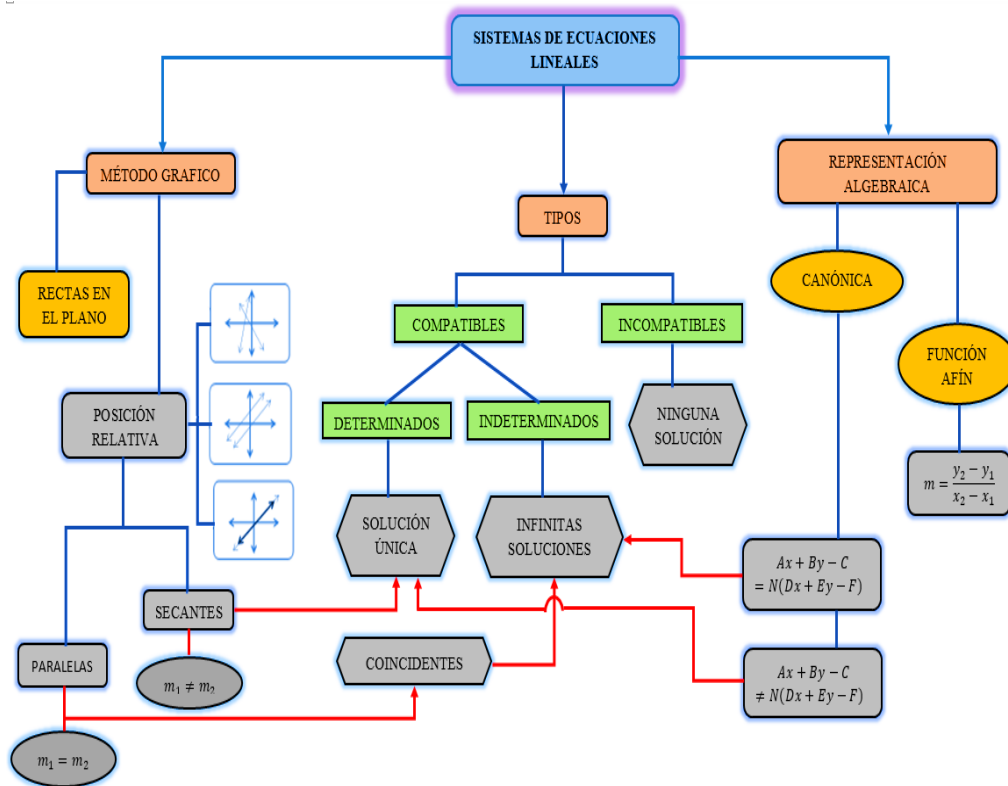 SISTEMAS DE ECUACIONES
LINEALES
MÉTODO GRAFICO
REPRESENTACIÓN
ALGEBRAICA
TIPOS
RECTAS EN
EL PLANO
CANÓNICA
COMPATIBLES
INCOMPATIBLES
FUNCIÓN
AFÍN
POSICIÓN
RELATIVA
DETERMINADOS
INDETERMINADOS
NINGUNA
SOLUCIÓN
m = (y₂ − y₁)/(x₂ − x₁)
SOLUCIÓN
ÚNICA
INFINITAS
SOLUCIONES
Ax + By − C
= N(Dx + Ey − F)
SECANTES
PARALELAS
COINCIDENTES
Ax + By − C
≠ N(Dx + Ey − F)
m₁ ≠ m₂
m₁ = m₂